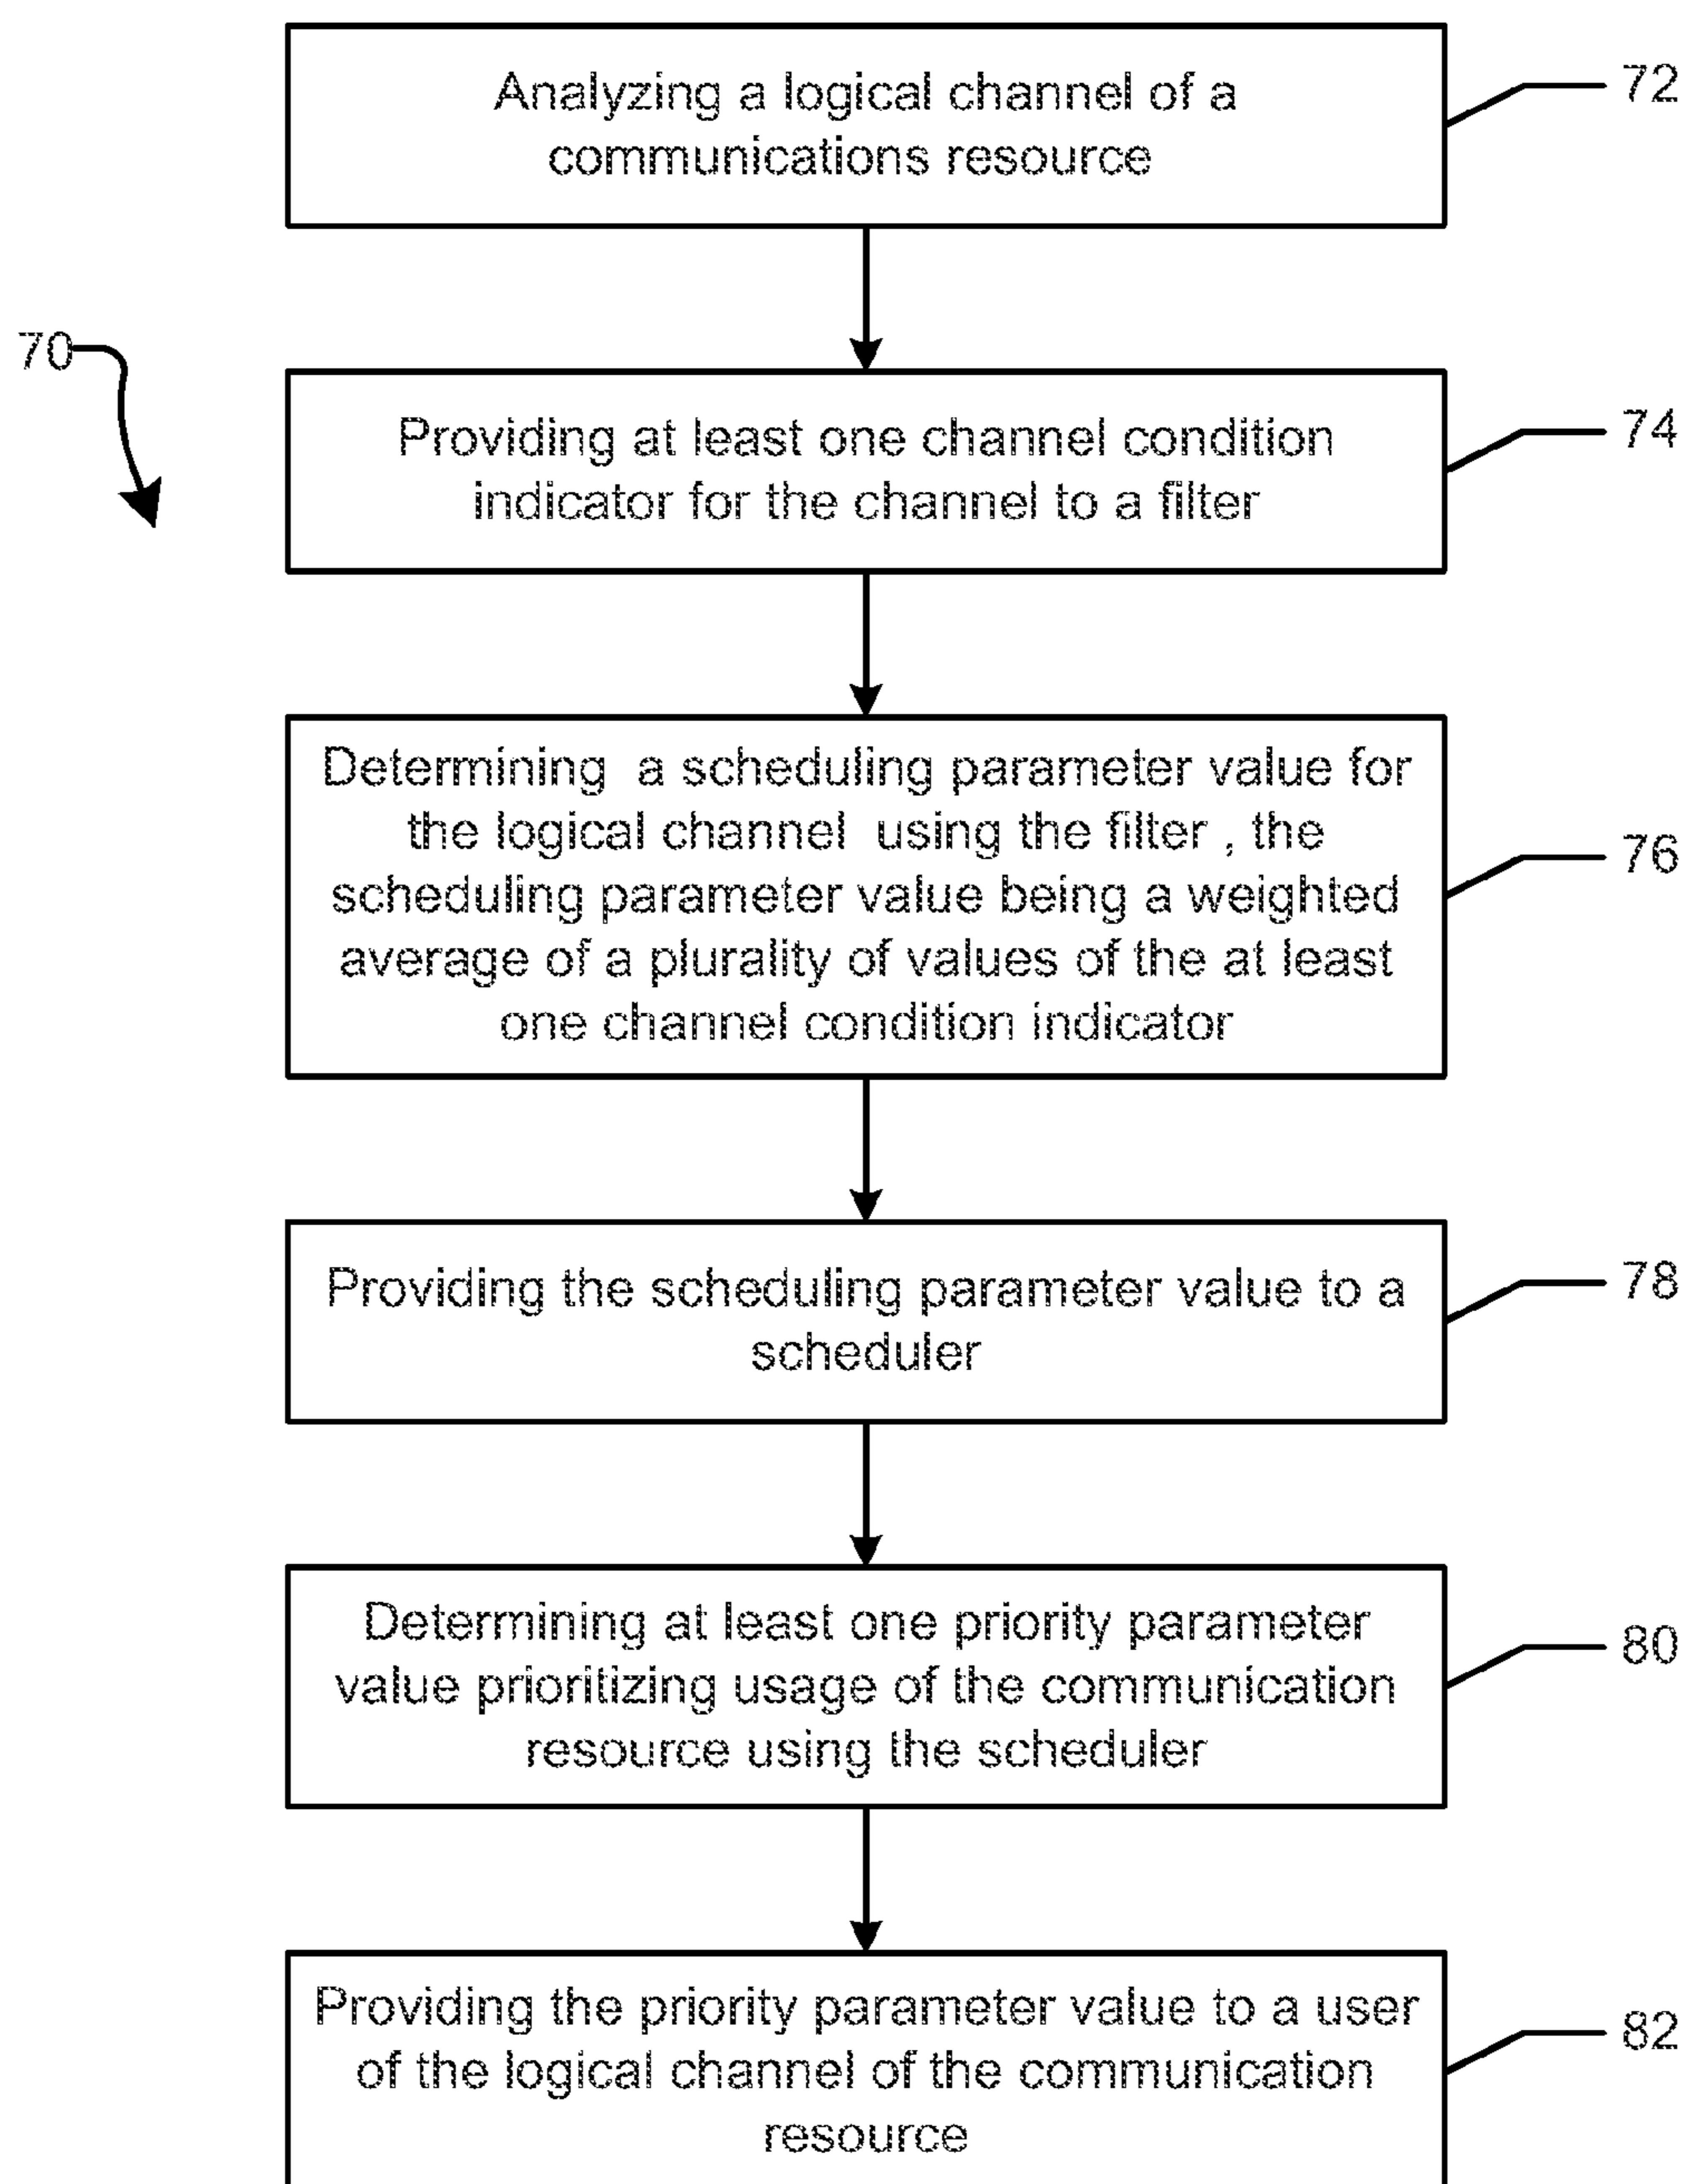 Analyzing a logical channel of a
communications resource
72
70
Providing at least one channel condition
indicator for the channel to a filter
74
Determining a scheduling parameter value for
the logical channel using the filter , the
scheduling parameter value being a weighted
average of a plurality of values of the at least
one channel condition indicator
76
Providing the scheduling parameter value to a
scheduler
78
Determining at least one priority parameter
value prioritizing usage of the communication
resource using the scheduler
80
Providing the priority parameter value to a user
of the logical channel of the communication
resource
82